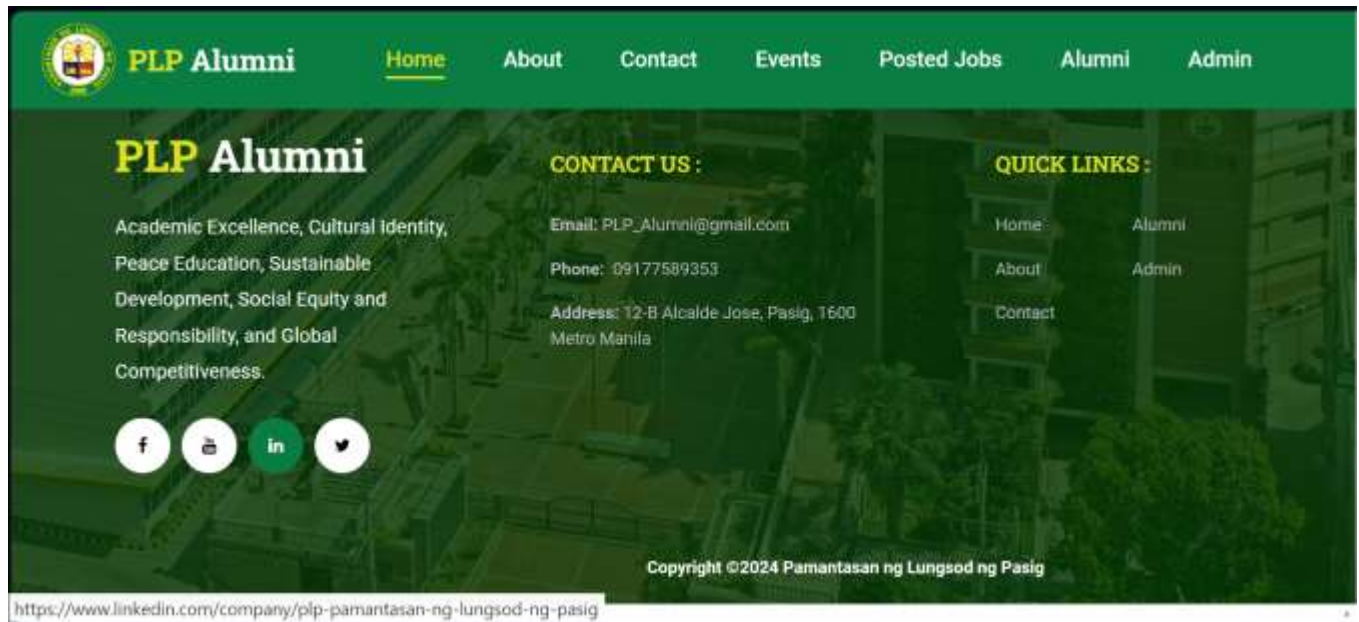 PLP Alumni
Home
About
Contact
Events
Posted Jobs
Alumni
Admin
PLP Alumni
Academic Excellence, Cultural Identity,
Peace Education, Sustainable
Development, Social Equity and
Responsibility, and Global
Competitiveness.
CONTACT US :
Email: PLP_Alumni@gmail.com
Phone: 09177589353
Address: 12-B Alcalde Jose, Pasig, 1600
Metro Manila
QUICK LINKS :
Home
Alumni
About
Admin
Contact
Copyright ©2024 Pamantasan ng Lungsod ng Pasig
https://www.linkedin.com/company/plp-pamantasan-ng-lungsod-ng-pasig